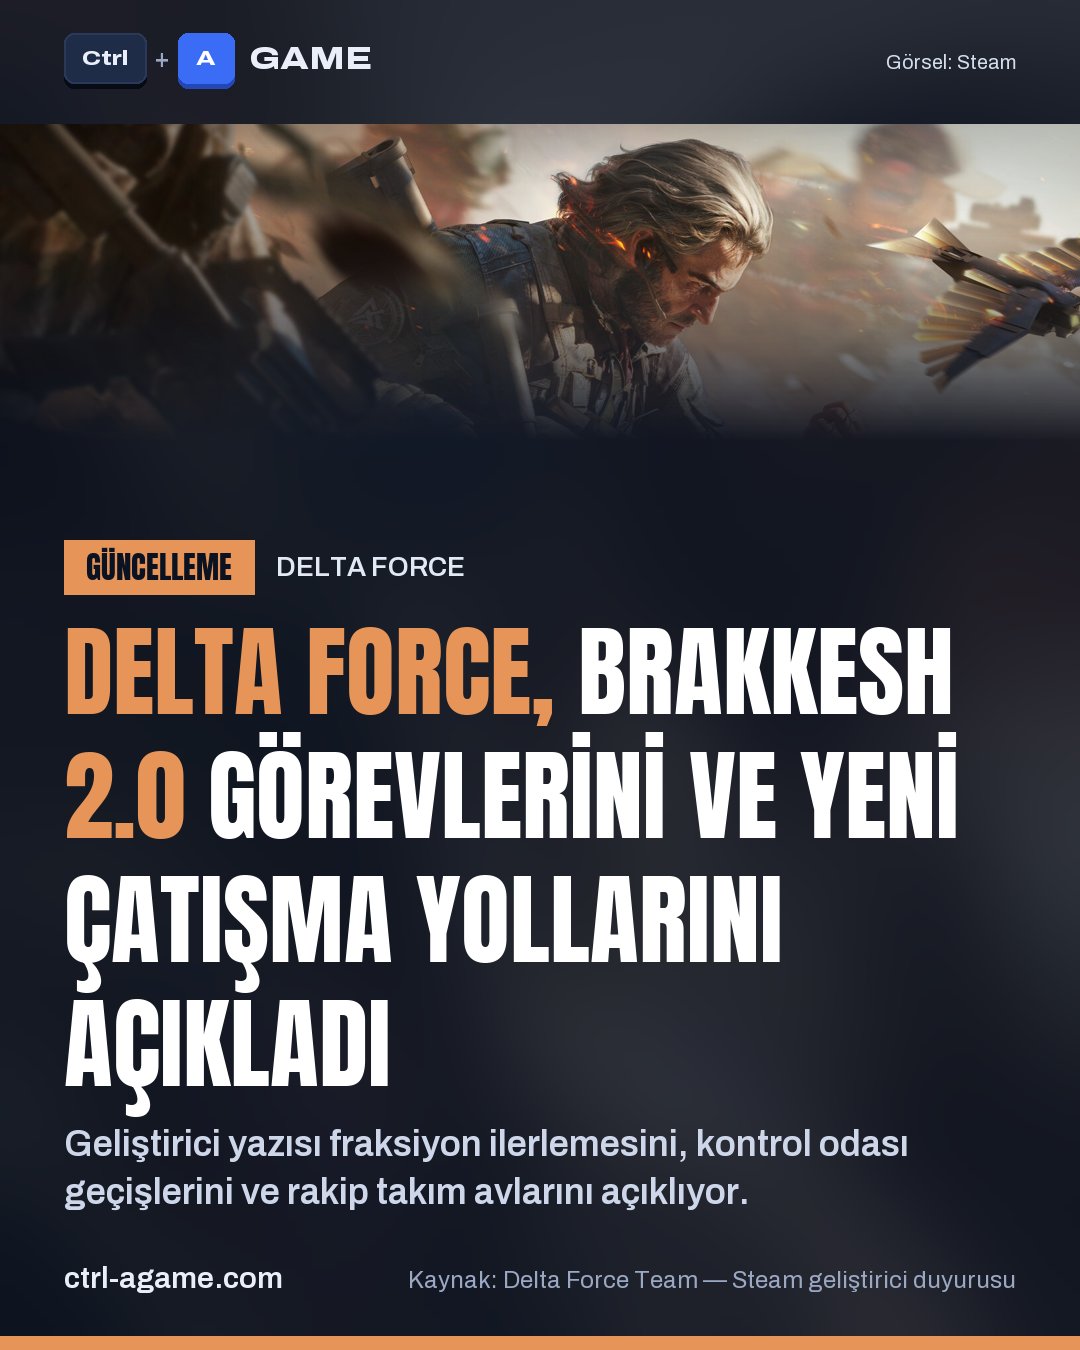 Ctrl + A GAME
Görsel: Steam
GÜNCELLEME DELTA FORCE
DELTA FORCE, BRAKKESH
2.0 GÖREVLERİNİ VE YENİ
ÇATIŞMA YOLLARINI
AÇIKLADI
Geliştirici yazısı fraksiyon ilerlemesini, kontrol odası
geçişlerini ve rakip takım avlarını açıklıyor.
ctrl-agame.com
Kaynak: Delta Force Team — Steam geliştirici duyurusu